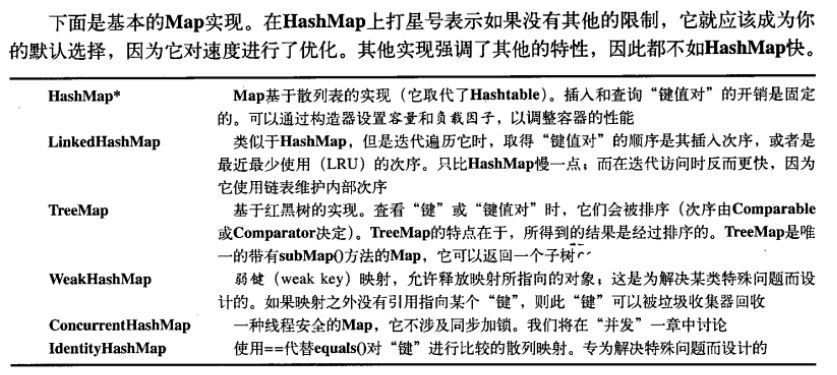 下面是基本的Map实现。在HashMap上打星号表示如果没有其他的限制，它就应该成为你
的默认选择，因为它对速度进行了优化。其他实现强调了其他的特性，因此都不如HashMap快。
HashMap* Map基于散列表的实现（它取代了Hashtable）。插入和查询“键值对”的开销是固定
的。可以通过构造器设置容量和负载因子，以调整容器的性能
LinkedHashMap 类似于HashMap，但是迭代遍历它时，取得“键值对”的顺序是其插入次序，或者是
最近最少使用（LRU）的次序。只比HashMap慢一点；而在迭代访问时反而更快，因为
它使用链表维护内部次序
TreeMap 基于红黑树的实现。查看“键”或“键值对”时，它们会被排序（次序由Comparable
或Comparator决定）。TreeMap的特点在于，所得到的结果是经过排序的。TreeMap是唯
一的带有subMap()方法的Map，它可以返回一个子树
WeakHashMap 弱键（weak key）映射，允许释放映射所指向的对象；这是为解决某类特殊问题而设
计的。如果映射之外没有引用指向某个“键”，则此“键”可以被垃圾收集器回收
ConcurrentHashMap 一种线程安全的Map，它不涉及同步加锁。我们将在“并发”一章中讨论
IdentityHashMap 使用==代替equals()对“键”进行比较的散列映射。专为解决特殊问题而设计的